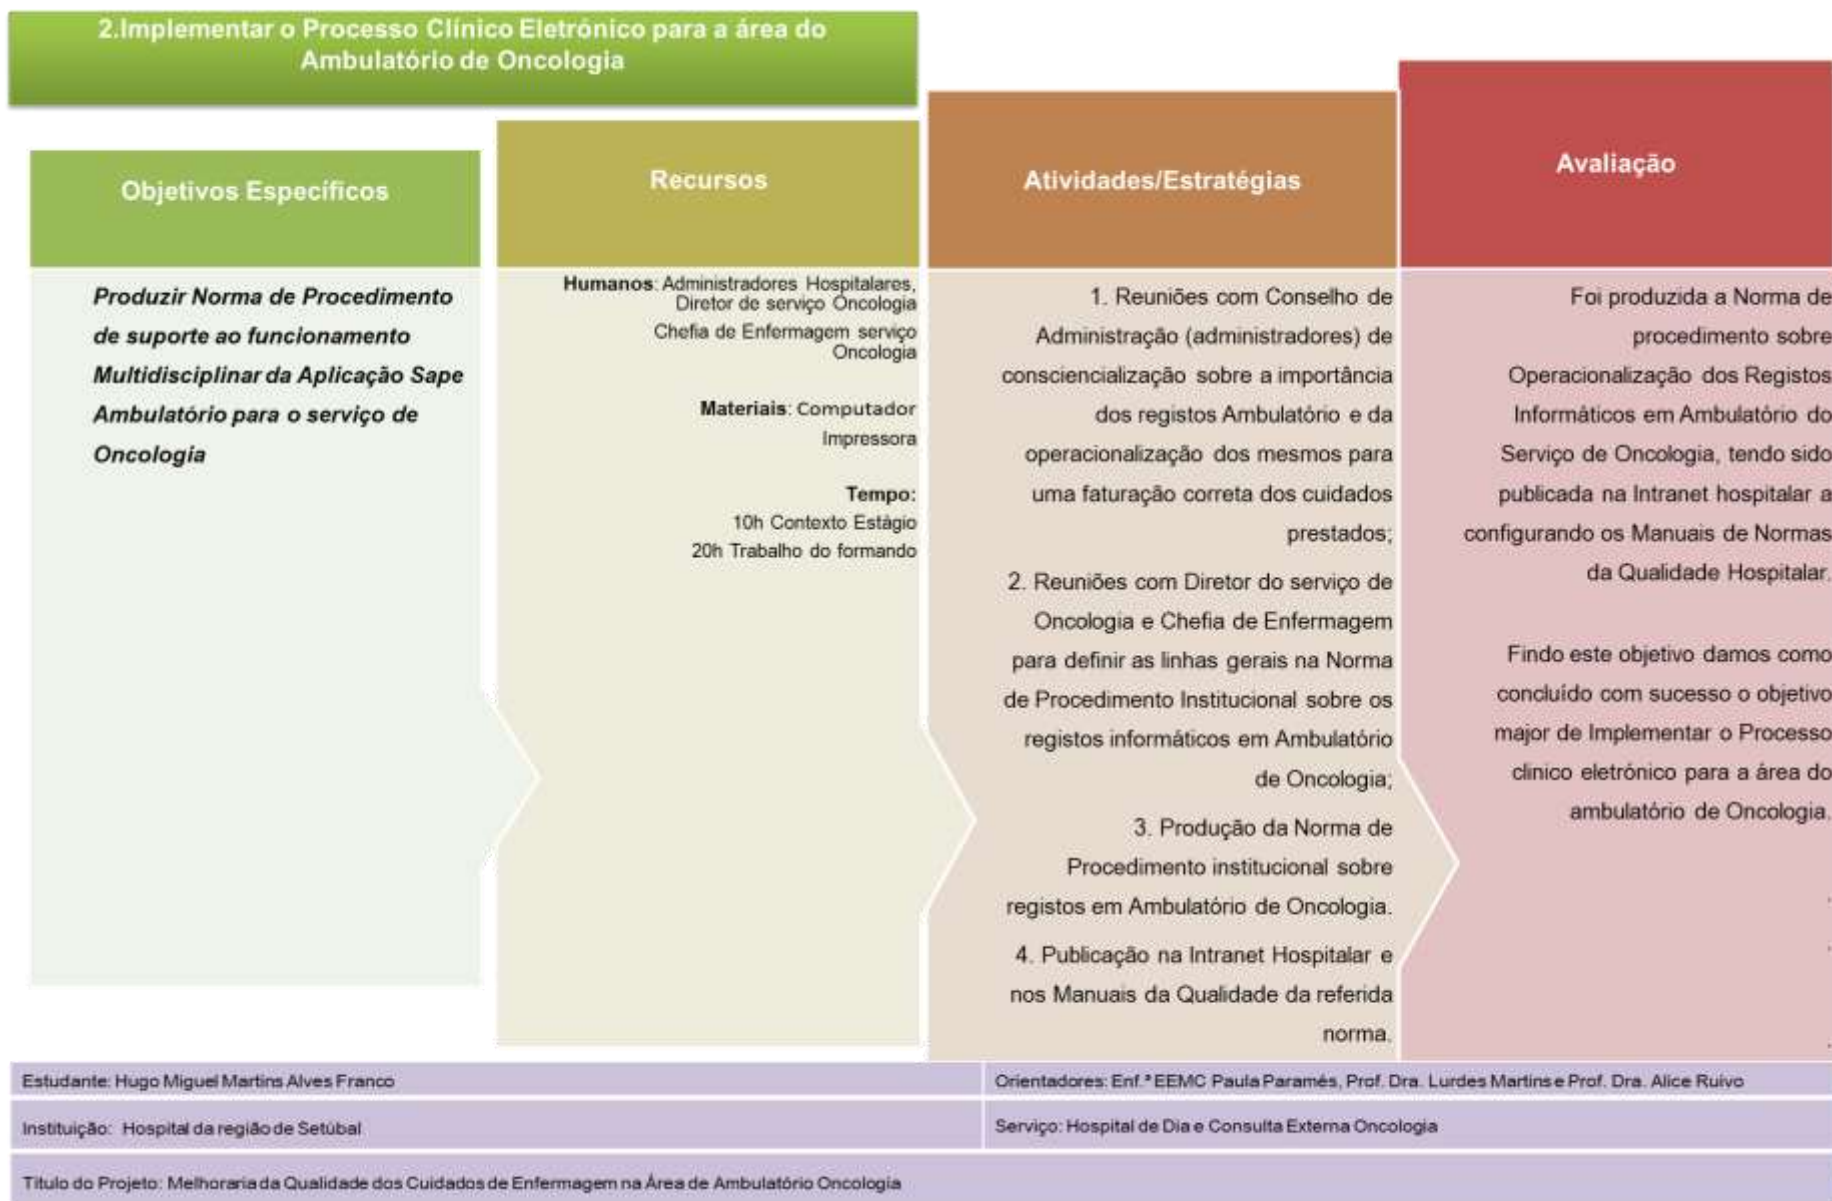 2.Implementar o Processo Clínico Eletrónico para a área do
Ambulatório de Oncologia
Objetivos Específicos
Produzir Norma de Procedimento
de suporte ao funcionamento
Multidisciplinar da Aplicação Sape
Ambulatório para o serviço de
Oncologia
Recursos
Humanos: Administradores Hospitalares,
Diretor de serviço Oncologia
Chefia de Enfermagem serviço
Oncologia
Materiais: Computador
Impressora
Tempo:
10h Contexto Estágio
20h Trabalho do formando
Atividades/Estratégias
1. Reuniões com Conselho de
Administração (administradores) de
consciencialização sobre a importância
dos registos Ambulatório e da
operacionalização dos mesmos para
uma faturação correta dos cuidados
prestados;
2. Reuniões com Diretor do serviço de
Oncologia e Chefia de Enfermagem
para definir as linhas gerais na Norma
de Procedimento Institucional sobre os
registos informáticos em Ambulatório
de Oncologia;
3. Produção da Norma de
Procedimento institucional sobre
registos em Ambulatório de Oncologia.
4. Publicação na Intranet Hospitalar e
nos Manuais da Qualidade da referida
norma.
Avaliação
Foi produzida a Norma de
procedimento sobre
Operacionalização dos Registos
Informáticos em Ambulatório do
Serviço de Oncologia, tendo sido
publicada na Intranet hospitalar a
configurando os Manuais de Normas
da Qualidade Hospitalar.
Findo este objetivo damos como
concluído com sucesso o objetivo
major de Implementar o Processo
clinico eletrónico para a área do
ambulatório de Oncologia.
.
.
.
Estudante: Hugo Miguel Martins Alves Franco
Orientadores: Enf.ª EEMC Paula Paramés, Prof. Dra. Lurdes Martins e Prof. Dra. Alice Ruivo
Instituição: Hospital da região de Setúbal
Serviço: Hospital de Dia e Consulta Externa Oncologia
Título do Projeto: Melhoraria da Qualidade dos Cuidados de Enfermagem na Área de Ambulatório Oncologia